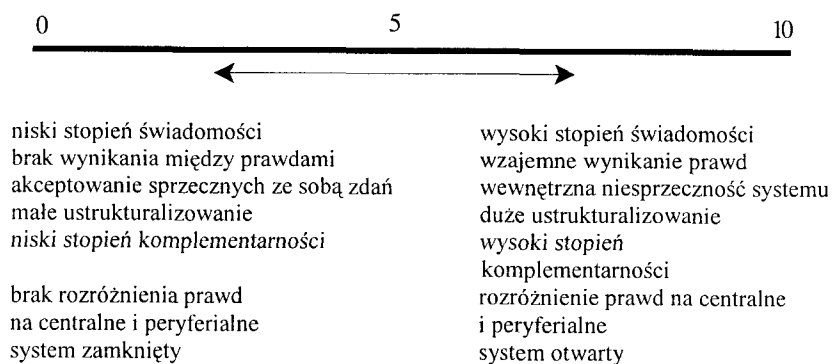 0 5 10
niski stopień świadomości
brak wynikania między prawdami
akceptowanie sprzecznych ze sobą zdań
małe ustrukturalizowanie
niski stopień komplementarności
brak rozróżnienia prawd
na centralne i peryferialne
system zamknięty
wysoki stopień świadomości
wzajemne wynikanie prawd
wewnętrzna niesprzeczność systemu
duże ustrukturalizowanie
wysoki stopień
komplementarności
rozróżnienie prawd na centralne
i peryferialne
system otwarty